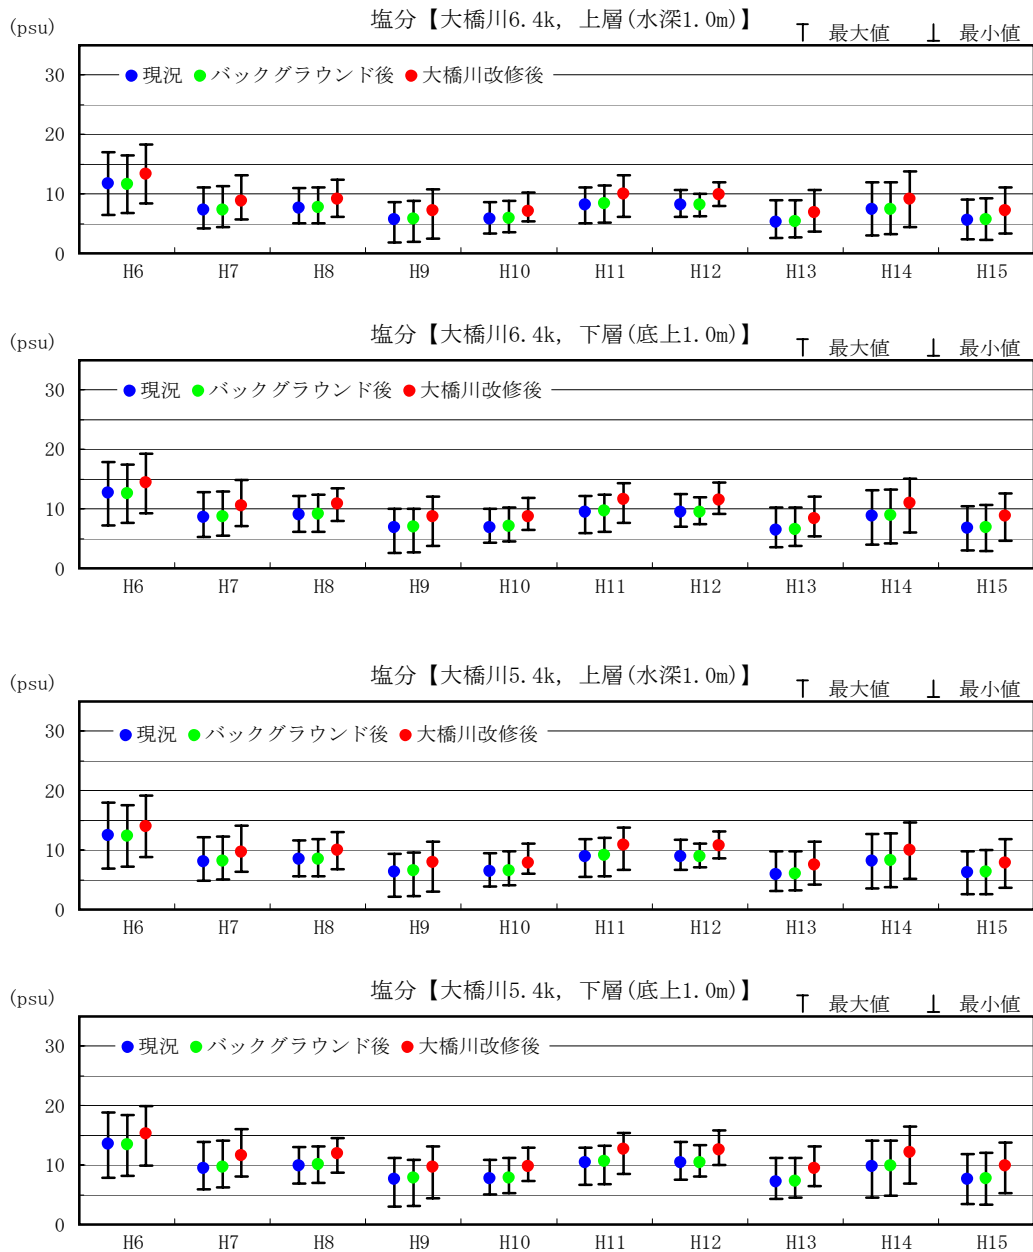 塩分【大橋川6.4k, 上層(水深1.0m)】
(psu) 最大値 最小値
30
現況 バックグラウンド後 大橋川改修後
20
10
0
H6 H7 H8 H9 H10 H11 H12 H13 H14 H15
塩分【大橋川6.4k, 下層(底上1.0m)】
(psu) 最大値 最小値
30
現況 バックグラウンド後 大橋川改修後
20
10
0
H6 H7 H8 H9 H10 H11 H12 H13 H14 H15
塩分【大橋川5.4k, 上層(水深1.0m)】
(psu) 最大値 最小値
30
現況 バックグラウンド後 大橋川改修後
20
10
0
H6 H7 H8 H9 H10 H11 H12 H13 H14 H15
塩分【大橋川5.4k, 下層(底上1.0m)】
(psu) 最大値 最小値
30
現況 バックグラウンド後 大橋川改修後
20
10
0
H6 H7 H8 H9 H10 H11 H12 H13 H14 H15